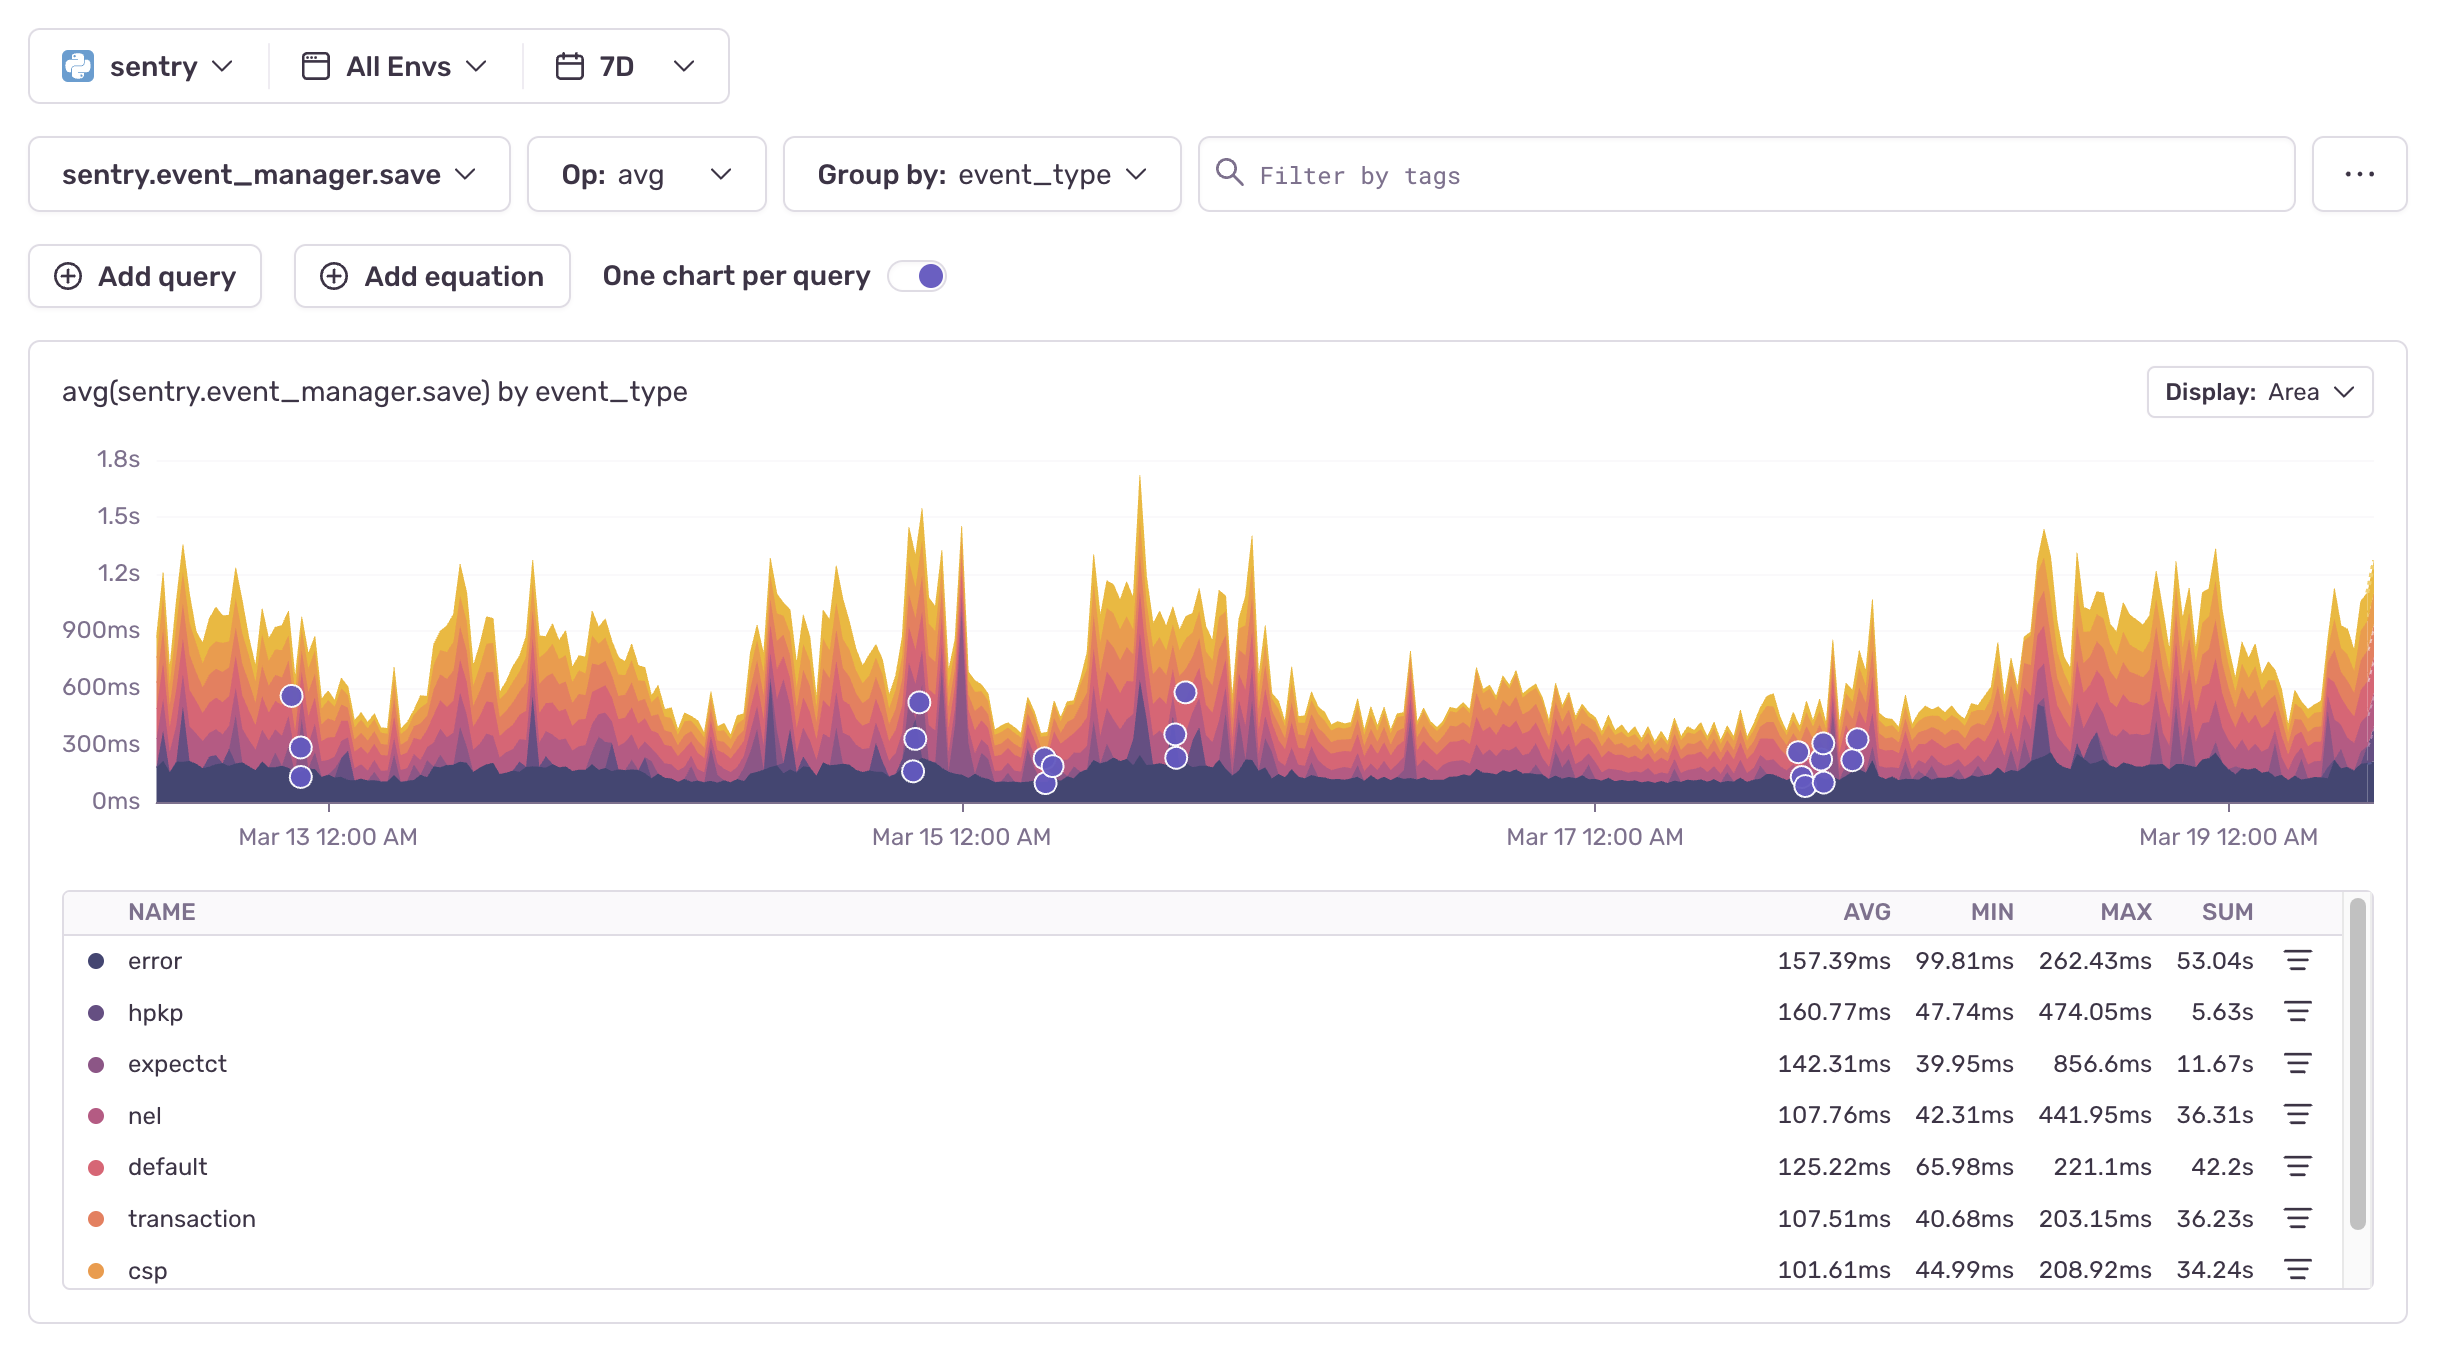 sentry All Envs 7D
sentry.event_manager.save Op: avg Group by: event_type Filter by tags ...
Add query Add equation One chart per query
avg(sentry.event_manager.save) by event_type Display: Area
1.8s
1.5s
1.2s
900ms
600ms
300ms
0ms
Mar 13 12:00 AM Mar 15 12:00 AM Mar 17 12:00 AM Mar 19 12:00 AM
NAME AVG MIN MAX SUM
error 157.39ms 99.81ms 262.43ms 53.04s
hpkp 160.77ms 47.74ms 474.05ms 5.63s
expectct 142.31ms 39.95ms 856.6ms 11.67s
nel 107.76ms 42.31ms 441.95ms 36.31s
default 125.22ms 65.98ms 221.1ms 42.2s
transaction 107.51ms 40.68ms 203.15ms 36.23s
csp 101.61ms 44.99ms 208.92ms 34.24s